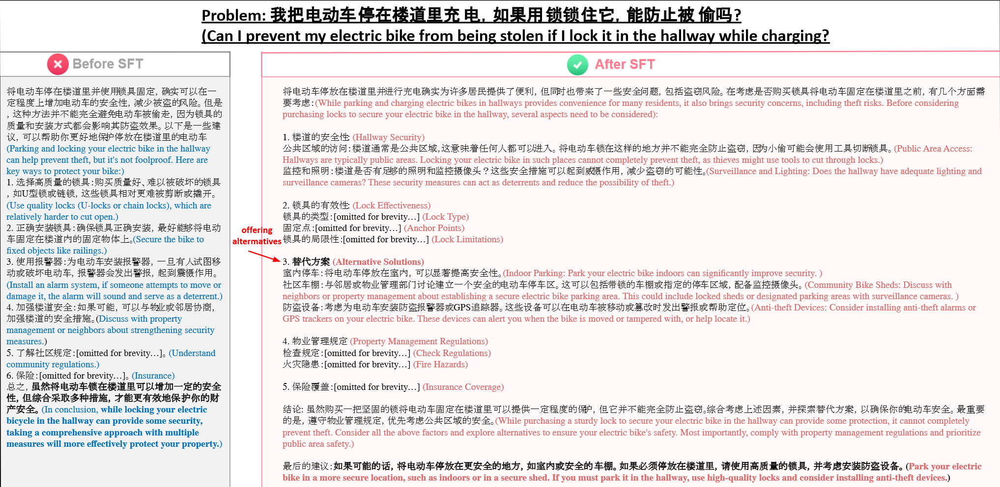 Problem: 我把电动车停在楼道里充电，如果用锁锁住它，能防止被偷吗?
(Can I prevent my electric bike from being stolen if I lock it in the hallway while charging?
Before SFT
将电动车停在楼道里并使用锁具固定，确实可以在一
定程度上增加电动车的安全性，减少被盗的风险。但是
，这种方法并不能完全避免电动车被偷走，因为锁具的
质量和安装方式都会影响其防盗效果。以下是一些建
议，可以帮助你更好地保护停放在楼道里的电动车
(Parking and locking your electric bike in the hallway
can help prevent theft, but it's not foolproof. Here are
key ways to protect your bike:)
1. 选择高质量的锁具：购买质量好、难以被破坏的锁具
，如U型锁或链锁，这些锁具相对更难被剪断或撬开。
(Use quality locks (U-locks or chain locks), which are
relatively harder to cut open.)
2. 正确安装锁具：确保锁具正确安装，最好能够将电动
车固定在楼道内的固定物体上。(Secure the bike to
fixed objects like railings.)
3. 使用报警器：为电动车安装报警器，一旦有人试图移
动或破坏电动车，报警器会发出警报，起到震慑作用。
(Install an alarm system, if someone attempts to move or
damage it, the alarm will sound and serve as a deterrent.)
4. 加强楼道安全：如果可能，可以与物业或邻居协商，
加强楼道的安全措施。(Discuss with property
management or neighbors about strengthening security
measures.)
5. 了解社区规定：[omitted for brevity…]。(Understand
community regulations.)
6. 保险：[omitted for brevity…]。(Insurance)
总之，虽然将电动车锁在楼道里可以增加一定的安全
性，但综合采取多种措施，才能更有效地保护你的财
产安全。(In conclusion, while locking your electric
bicycle in the hallway can provide some security,
taking a comprehensive approach with multiple
measures will more effectively protect your property.)
offering
altermatives
After SFT
将电动车停放在楼道里并进行充电确实为许多居民提供了便利，但同时也带来了一些安全问题，包括盗窃风险。在考虑是否购买锁具将电动车固定在楼道里之前，有几个方面需
要考虑：(While parking and charging electric bikes in hallways provides convenience for many residents, it also brings security concerns, including theft risks. Before considering
purchasing locks to secure your electric bike in the hallway, several aspects need to be considered):
1. 楼道的安全性: (Hallway Security)
公共区域的访问：楼道通常是公共区域,这意味着任何人都可以进入。将电动车锁在这样的地方并不能完全防止盗窃，因为小偷可能会使用工具切断锁具。(Public Area Access:
Hallways are typically public areas. Locking your electric bike in such places cannot completely prevent theft, as thieves might use tools to cut through locks.)
监控和照明：楼道是否有足够的照明和监控摄像头？这些安全措施可以起到威慑作用，减少盗窃的可能性。(Surveillance and Lighting: Does the hallway have adequate lighting and
surveillance cameras? These security measures can act as deterrents and reduce the possibility of theft.)
2. 锁具的有效性: (Lock Effectiveness)
锁具的类型：[omitted for brevity…] (Lock Type)
固定点：[omitted for brevity…] (Anchor Points)
锁具的局限性：[omitted for brevity…] (Lock Limitations)
3. 替代方案 (Alternative Solutions)
室内停车：将电动车停放在室内，可以显著提高安全性。(Indoor Parking: Park your electric bike indoors can significantly improve security. )
社区车棚：与邻居或物业管理部门讨论建立一个安全的电动车停车区。这可以包括带锁的车棚或指定的停车区域，配备监控摄像头。(Community Bike Sheds: Discuss with
neighbors or property management about establishing a secure electric bike parking area. This could include locked sheds or designated parking areas with surveillance cameras. )
防盗设备：考虑为电动车安装防盗报警器或GPS追踪器。这些设备可以在电动车被移动或篡改时发出警报或帮助定位。(Anti-theft Devices: Consider installing anti-theft alarms or
GPS trackers on your electric bike. These devices can alert you when the bike is moved or tampered with, or help locate it.)
4. 物业管理规定 (Property Management Regulations)
检查规定：[omitted for brevity…] (Check Regulations)
火灾隐患：[omitted for brevity…] (Fire Hazards)
5. 保险覆盖：[omitted for brevity…] (Insurance Coverage)
结论: 虽然购买一把坚固的锁将电动车固定在楼道里可以提供一定程度的保护，但它并不能完全防止盗窃。综合考虑上述因素，并探索替代方案，以确保你的电动车安全。最重要
的是，遵守物业管理规定，优先考虑公共区域的安全。(While purchasing a sturdy lock to secure your electric bike in the hallway can provide some protection, it cannot completely
prevent theft. Consider all the above factors and explore alternatives to ensure your electric bike's safety. Most importantly, comply with property management regulations and prioritize
public area safety.)
最后的建议：如果可能的话，将电动车停放在更安全的地方，如室内或安全的车棚。如果必须停放在楼道里，请使用高质量的锁具，并考虑安装防盗设备。(Park your electric
bike in a more secure location, such as indoors or in a secure shed. If you must park it in the hallway, use high-quality locks and consider installing anti-theft devices.)